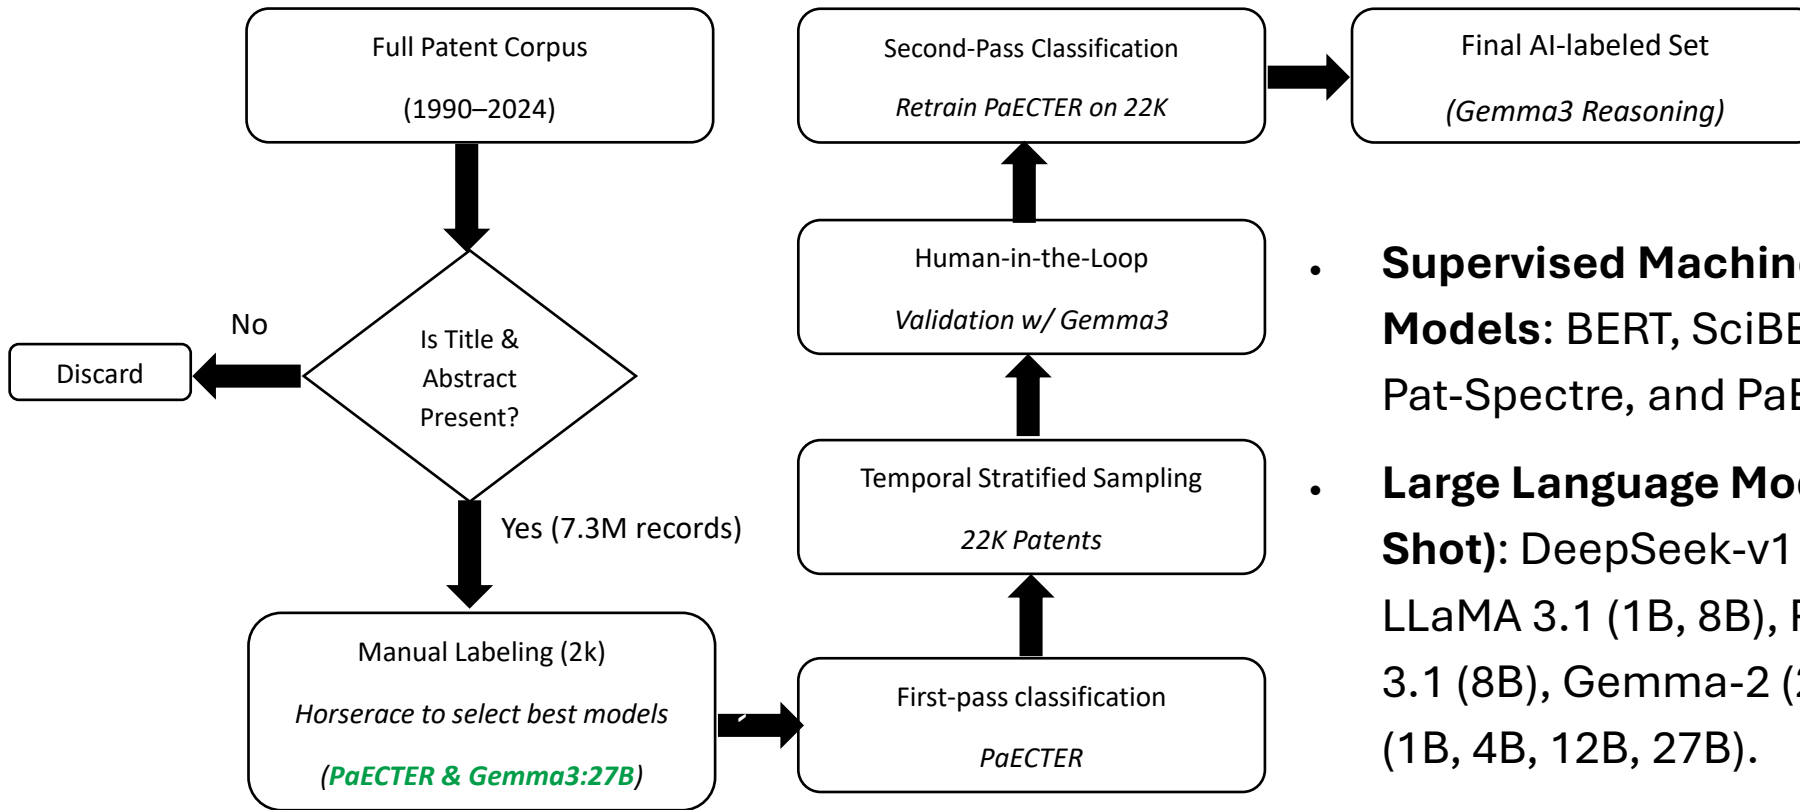 Full Patent Corpus
(1990–2024)
Is Title &
Abstract
Present?
No
Discard
Yes (7.3M records)
Manual Labeling (2k)
Horserace to select best models
(PaECTER & Gemma3:27B)
First-pass classification
PaECTER
Temporal Stratified Sampling
22K Patents
Human-in-the-Loop
Validation w/ Gemma3
Second-Pass Classification
Retrain PaECTER on 22K
Final AI-labeled Set
(Gemma3 Reasoning)
• Supervised Machin
Models: BERT, SciBE
Pat-Spectre, and PaE
• Large Language Mo
Shot): DeepSeek-v1
LLaMA 3.1 (1B, 8B),
3.1 (8B), Gemma-2 (2
(1B, 4B, 12B, 27B).